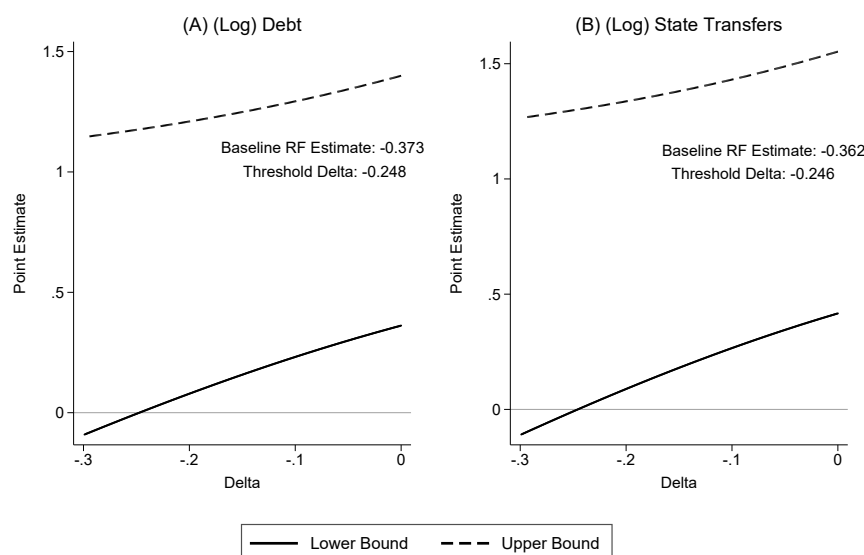 (A) (Log) Debt
1.5
1
.5
0
Point Estimate
Baseline RF Estimate: -0.373
Threshold Delta: -0.248
-.3 -.2 -.1 0
Delta
(B) (Log) State Transfers
1.5
1
.5
0
Point Estimate
Baseline RF Estimate: -0.362
Threshold Delta: -0.246
-.3 -.2 -.1 0
Delta
Lower Bound Upper Bound